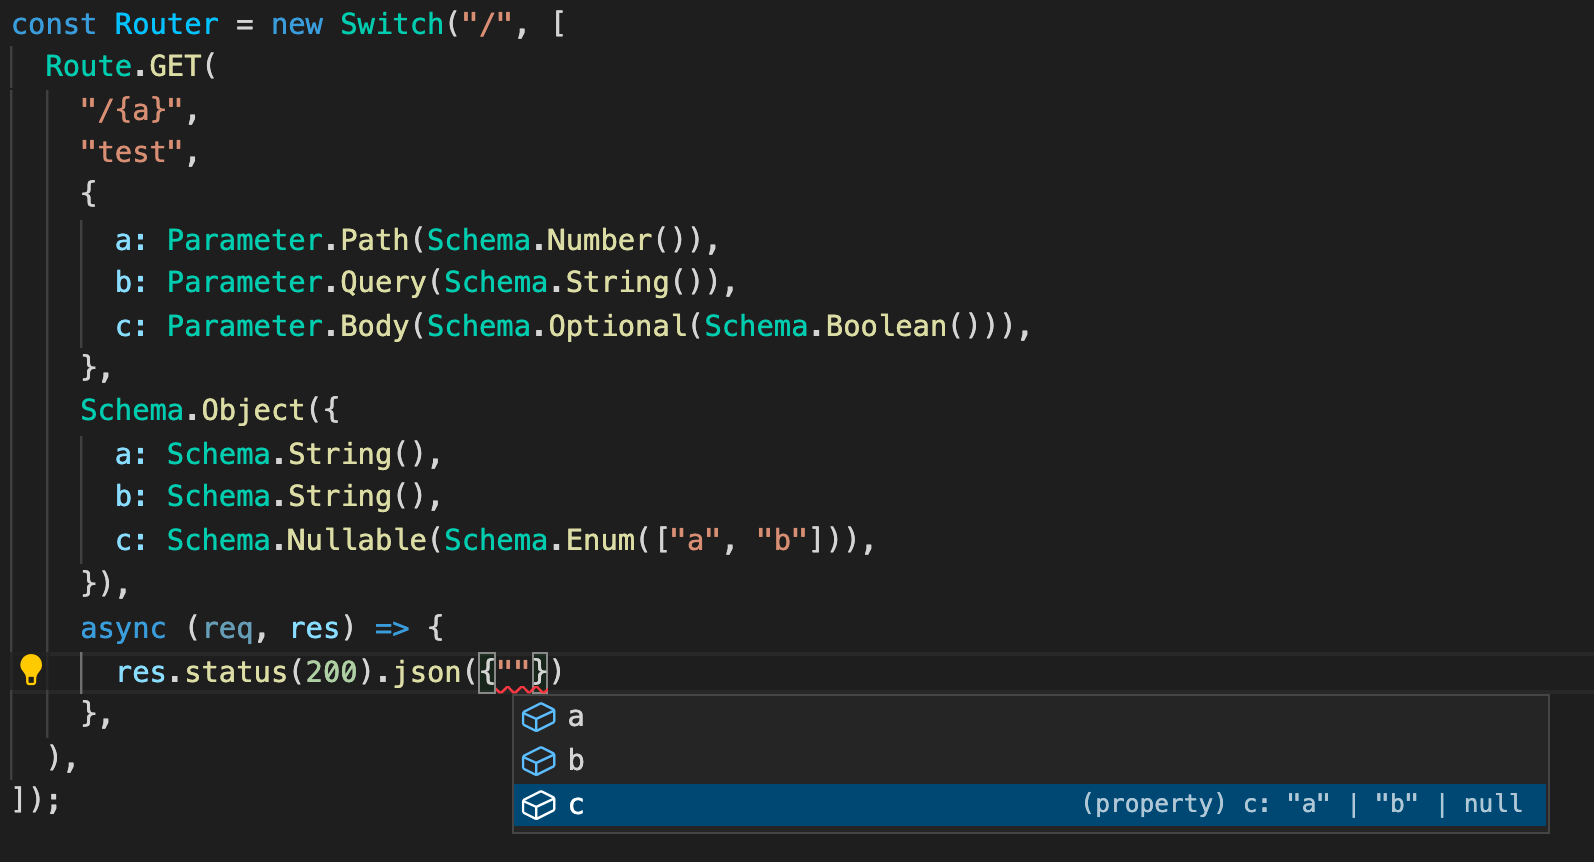 const Router = new Switch("/", [
Route.GET(
"/{a}",
"test",
{
a: Parameter.Path(Schema.Number()),
b: Parameter.Query(Schema.String()),
c: Parameter.Body(Schema.Optional(Schema.Boolean())),
},
Schema.Object({
a: Schema.String(),
b: Schema.String(),
c: Schema.Nullable(Schema.Enum(["a", "b"])),
}),
async (req, res) => {
res.status(200).json({""})
},
),
]);
a
b
c (property) c: "a" | "b" | null